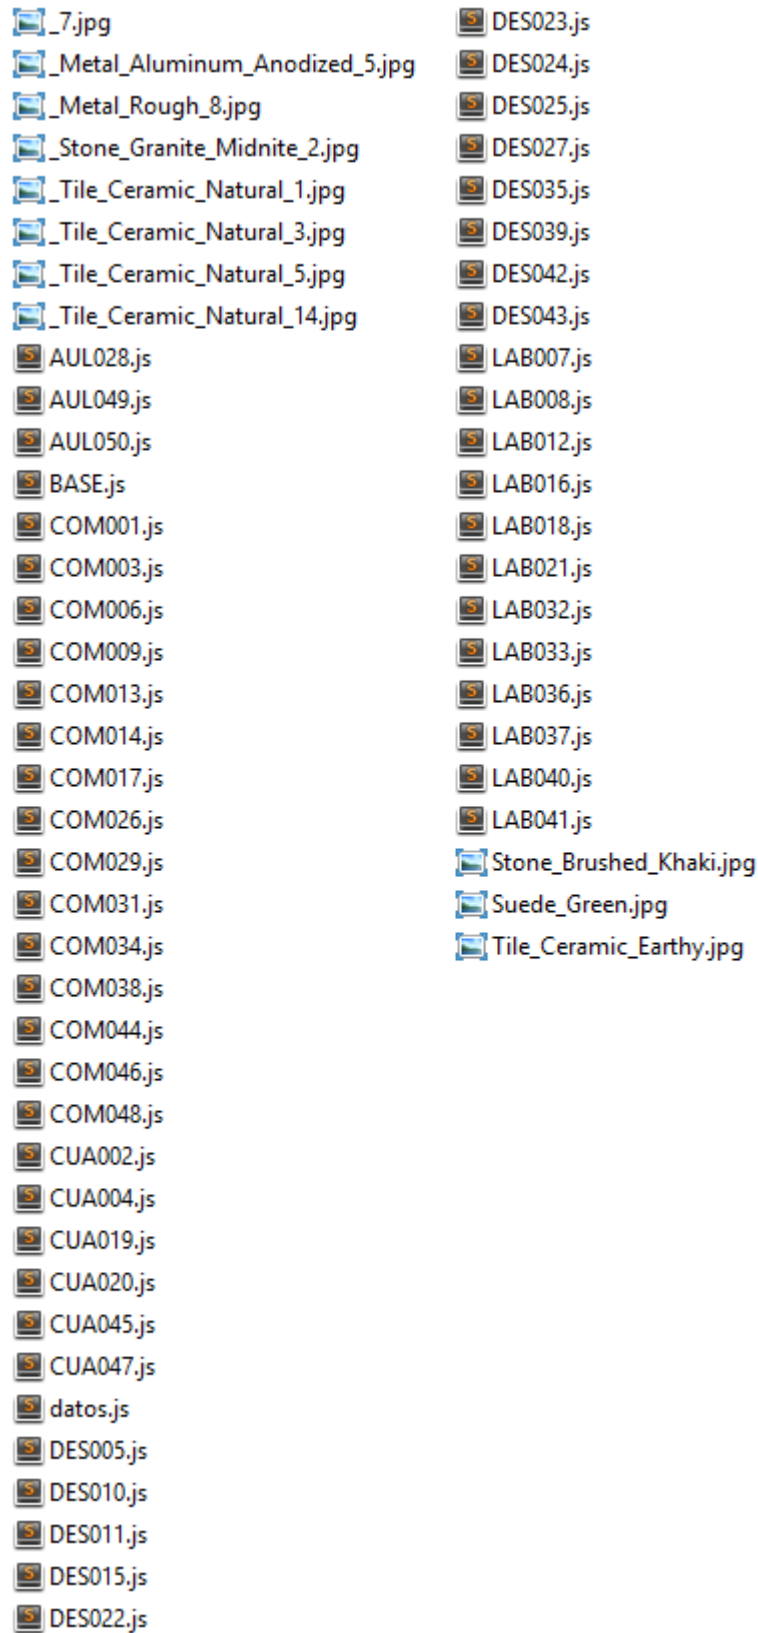 _7.jpg
_Metal_Aluminum_Anodized_5.jpg
_Metal_Rough_8.jpg
_Stone_Granite_Midnite_2.jpg
_Tile_Ceramic_Natural_1.jpg
_Tile_Ceramic_Natural_3.jpg
_Tile_Ceramic_Natural_5.jpg
_Tile_Ceramic_Natural_14.jpg
AUL028.js
AUL049.js
AUL050.js
BASE.js
COM001.js
COM003.js
COM006.js
COM009.js
COM013.js
COM014.js
COM017.js
COM026.js
COM029.js
COM031.js
COM034.js
COM038.js
COM044.js
COM046.js
COM048.js
CUA002.js
CUA004.js
CUA019.js
CUA020.js
CUA045.js
CUA047.js
datos.js
DES005.js
DES010.js
DES011.js
DES015.js
DES022.js
DES023.js
DES024.js
DES025.js
DES027.js
DES035.js
DES039.js
DES042.js
DES043.js
LAB007.js
LAB008.js
LAB012.js
LAB016.js
LAB018.js
LAB021.js
LAB032.js
LAB033.js
LAB036.js
LAB037.js
LAB040.js
LAB041.js
Stone_Brushed_Khaki.jpg
Suede_Green.jpg
Tile_Ceramic_Earthy.jpg